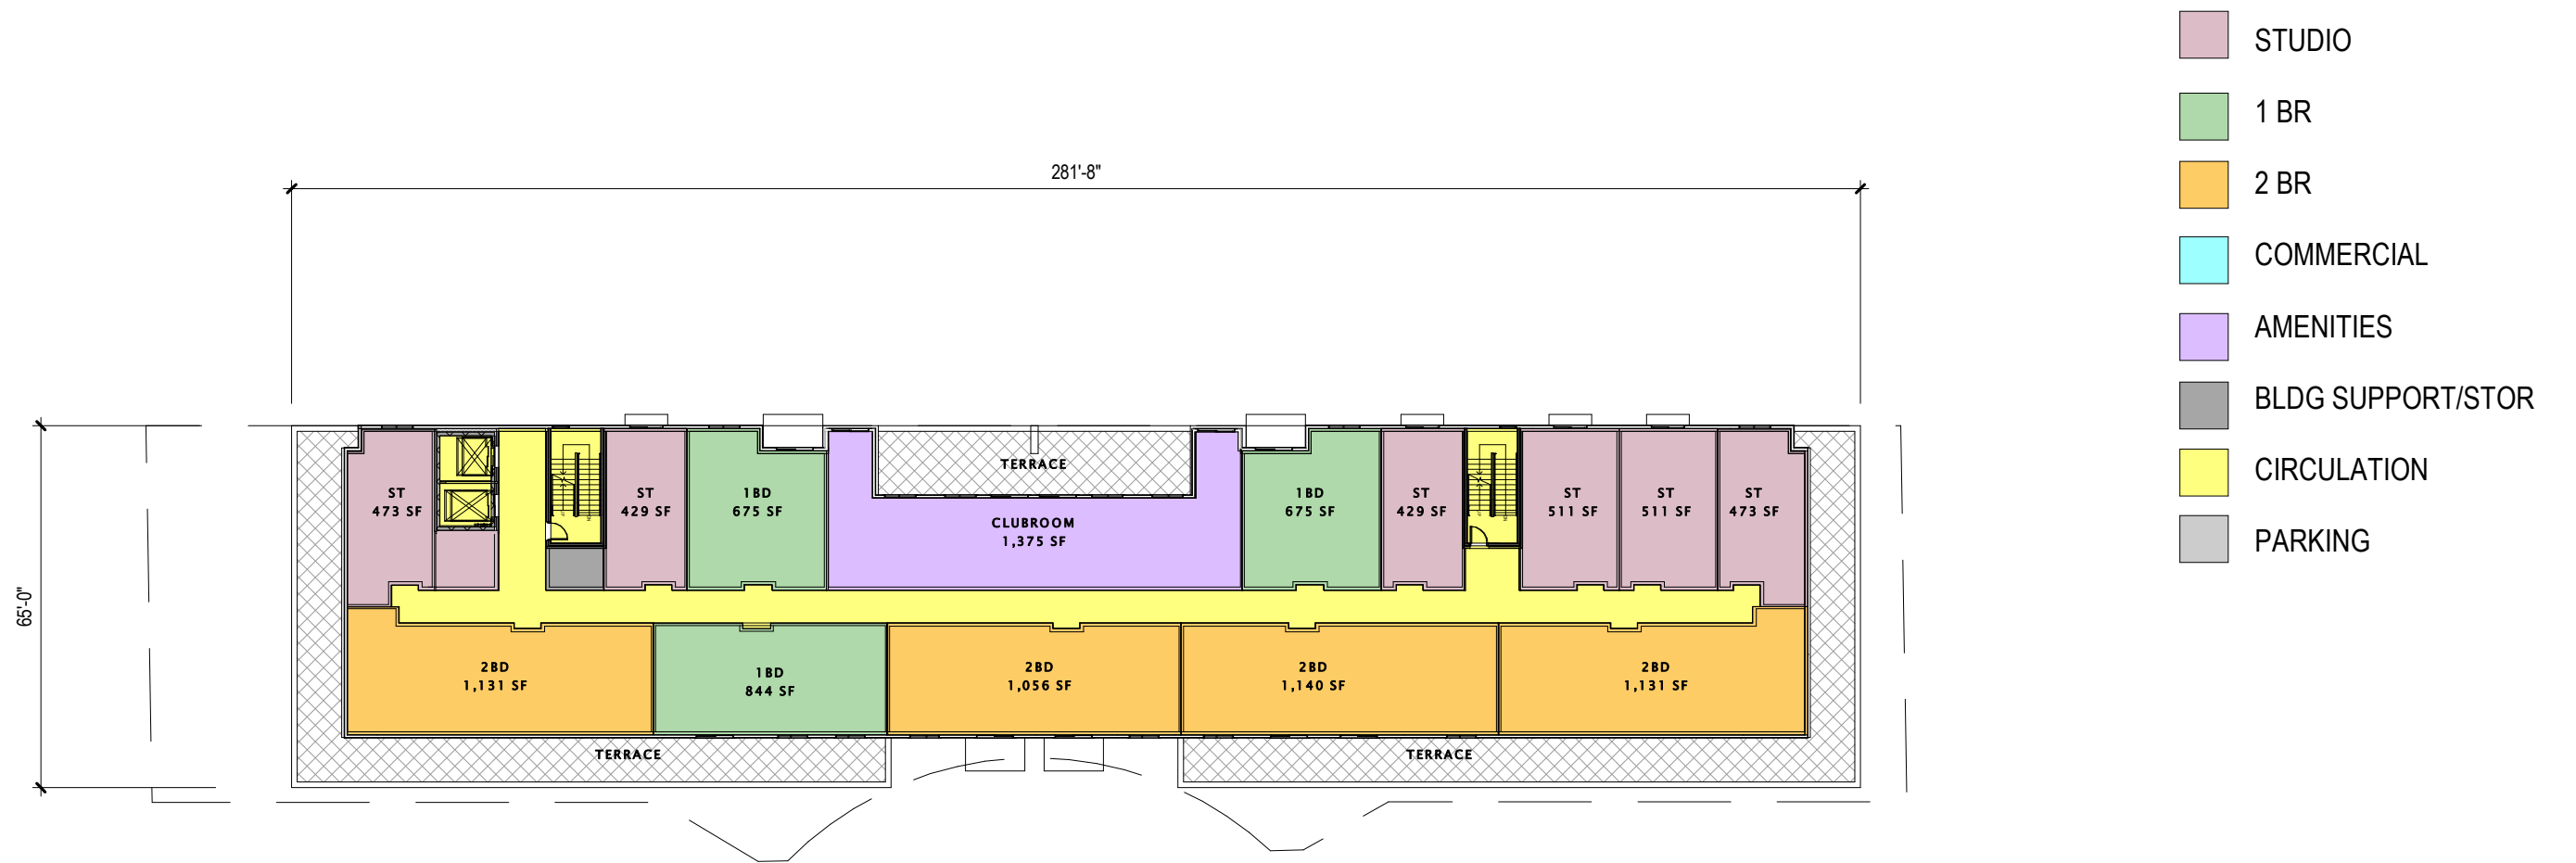 STUDIO
1 BR
2 BR
COMMERCIAL
AMENITIES
BLDG SUPPORT/STOR
CIRCULATION
PARKING
281'-8"
65'-0"
TERRACE
ST
473 SF
ST
429 SF
1BD
675 SF
CLUBROOM
1,375 SF
1BD
675 SF
ST
429 SF
ST
511 SF
ST
511 SF
ST
473 SF
2BD
1,131 SF
1BD
844 SF
2BD
1,056 SF
2BD
1,140 SF
2BD
1,131 SF
TERRACE
TERRACE